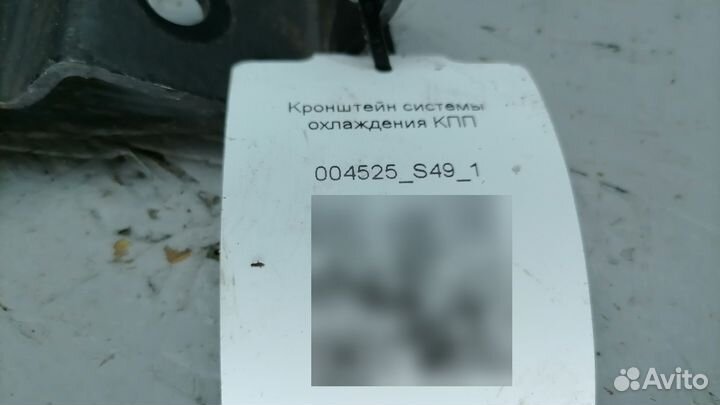 Кронштейн системы
охлаждения КПП
004525_S49_1
Avito